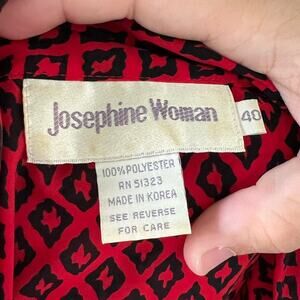 Josephine Woman
40
100% POLYESTER
RN 51323
MADE IN KOREA
SEE REVERSE
FOR CARE